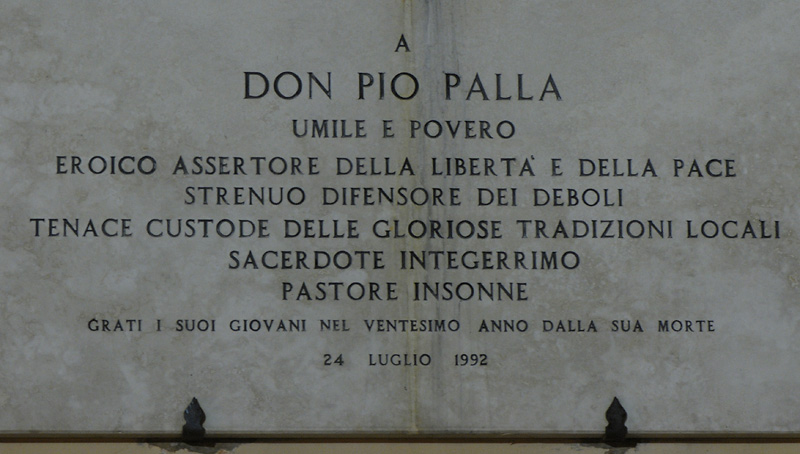 A
DON PIO PALLA
UMILE E POVERO
EROICO ASSERTORE DELLA LIBERTA' E DELLA PACE
STRENUO DIFENSORE DEI DEBOLI
TENACE CUSTODE DELLE GLORIOSE TRADIZIONI LOCALI
SACERDOTE INTEGERRIMO
PASTORE INSONNE
GRATI I SUOI GIOVANI NEL VENTESIMO ANNO DALLA SUA MORTE
24 LUGLIO 1992